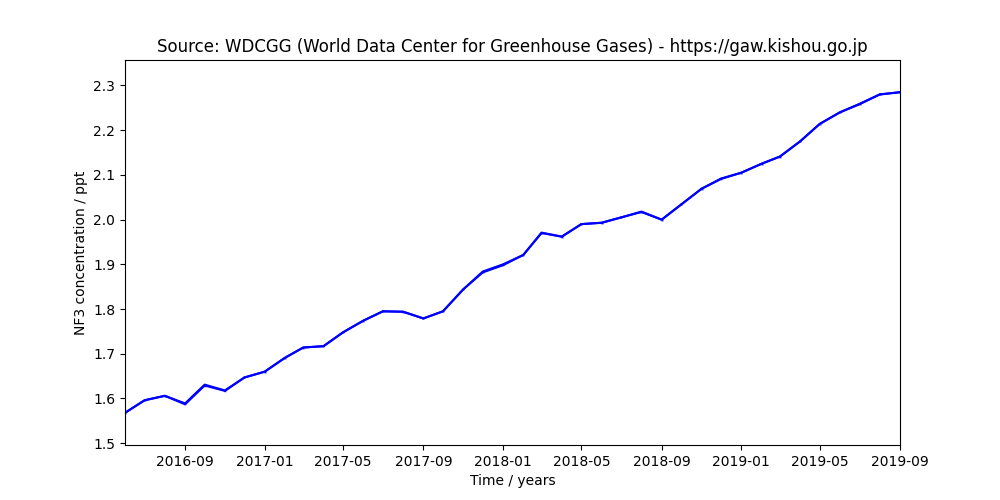 Source: WDCGG (World Data Center for Greenhouse Gases) - https://gaw.kishou.go.jp
NF3 concentration / ppt
2.3
2.2
2.1
2.0
1.9
1.8
1.7
1.6
1.5
2016-09 2017-01 2017-05 2017-09 2018-01 2018-05 2018-09 2019-01 2019-05 2019-09
Time / years